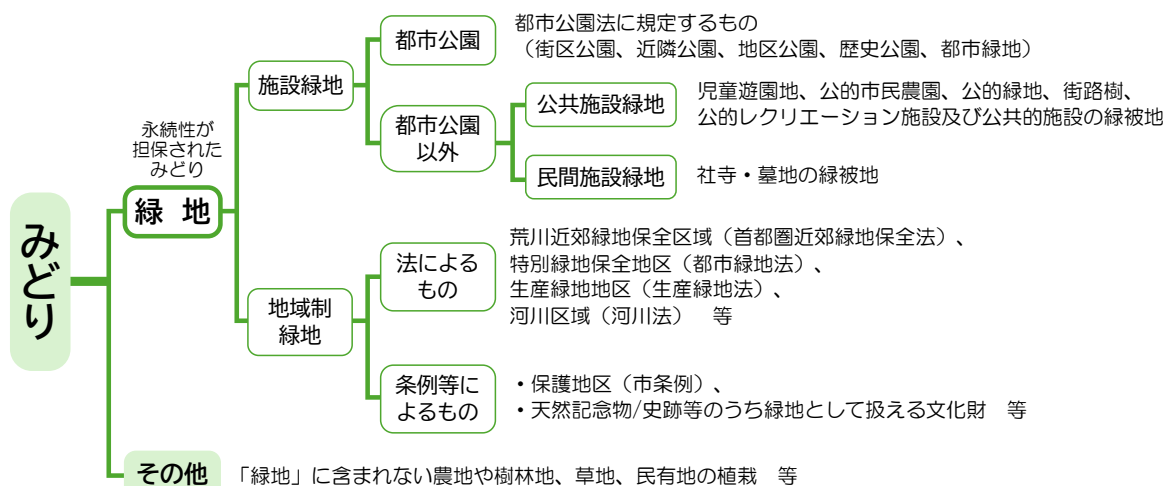 みどり
永続性が
担保された
みどり
緑　地
施設緑地
都市公園
都市公園法に規定するもの
（街区公園、近隣公園、地区公園、歴史公園、都市緑地）
都市公園
以外
公共施設緑地
児童遊園地、公的市民農園、公的緑地、街路樹、
公的レクリエーション施設及び公共的施設の緑被地
民間施設緑地
社寺・墓地の緑被地
地域制
緑地
法による
もの
荒川近郊緑地保全区域（首都圏近郊緑地保全法）、
特別緑地保全地区（都市緑地法）、
生産緑地地区（生産緑地法）、
河川区域（河川法）　等
条例等に
よるもの
・保護地区（市条例）、
・天然記念物/史跡等のうち緑地として扱える文化財　等
その他
「緑地」に含まれない農地や樹林地、草地、民有地の植栽　等